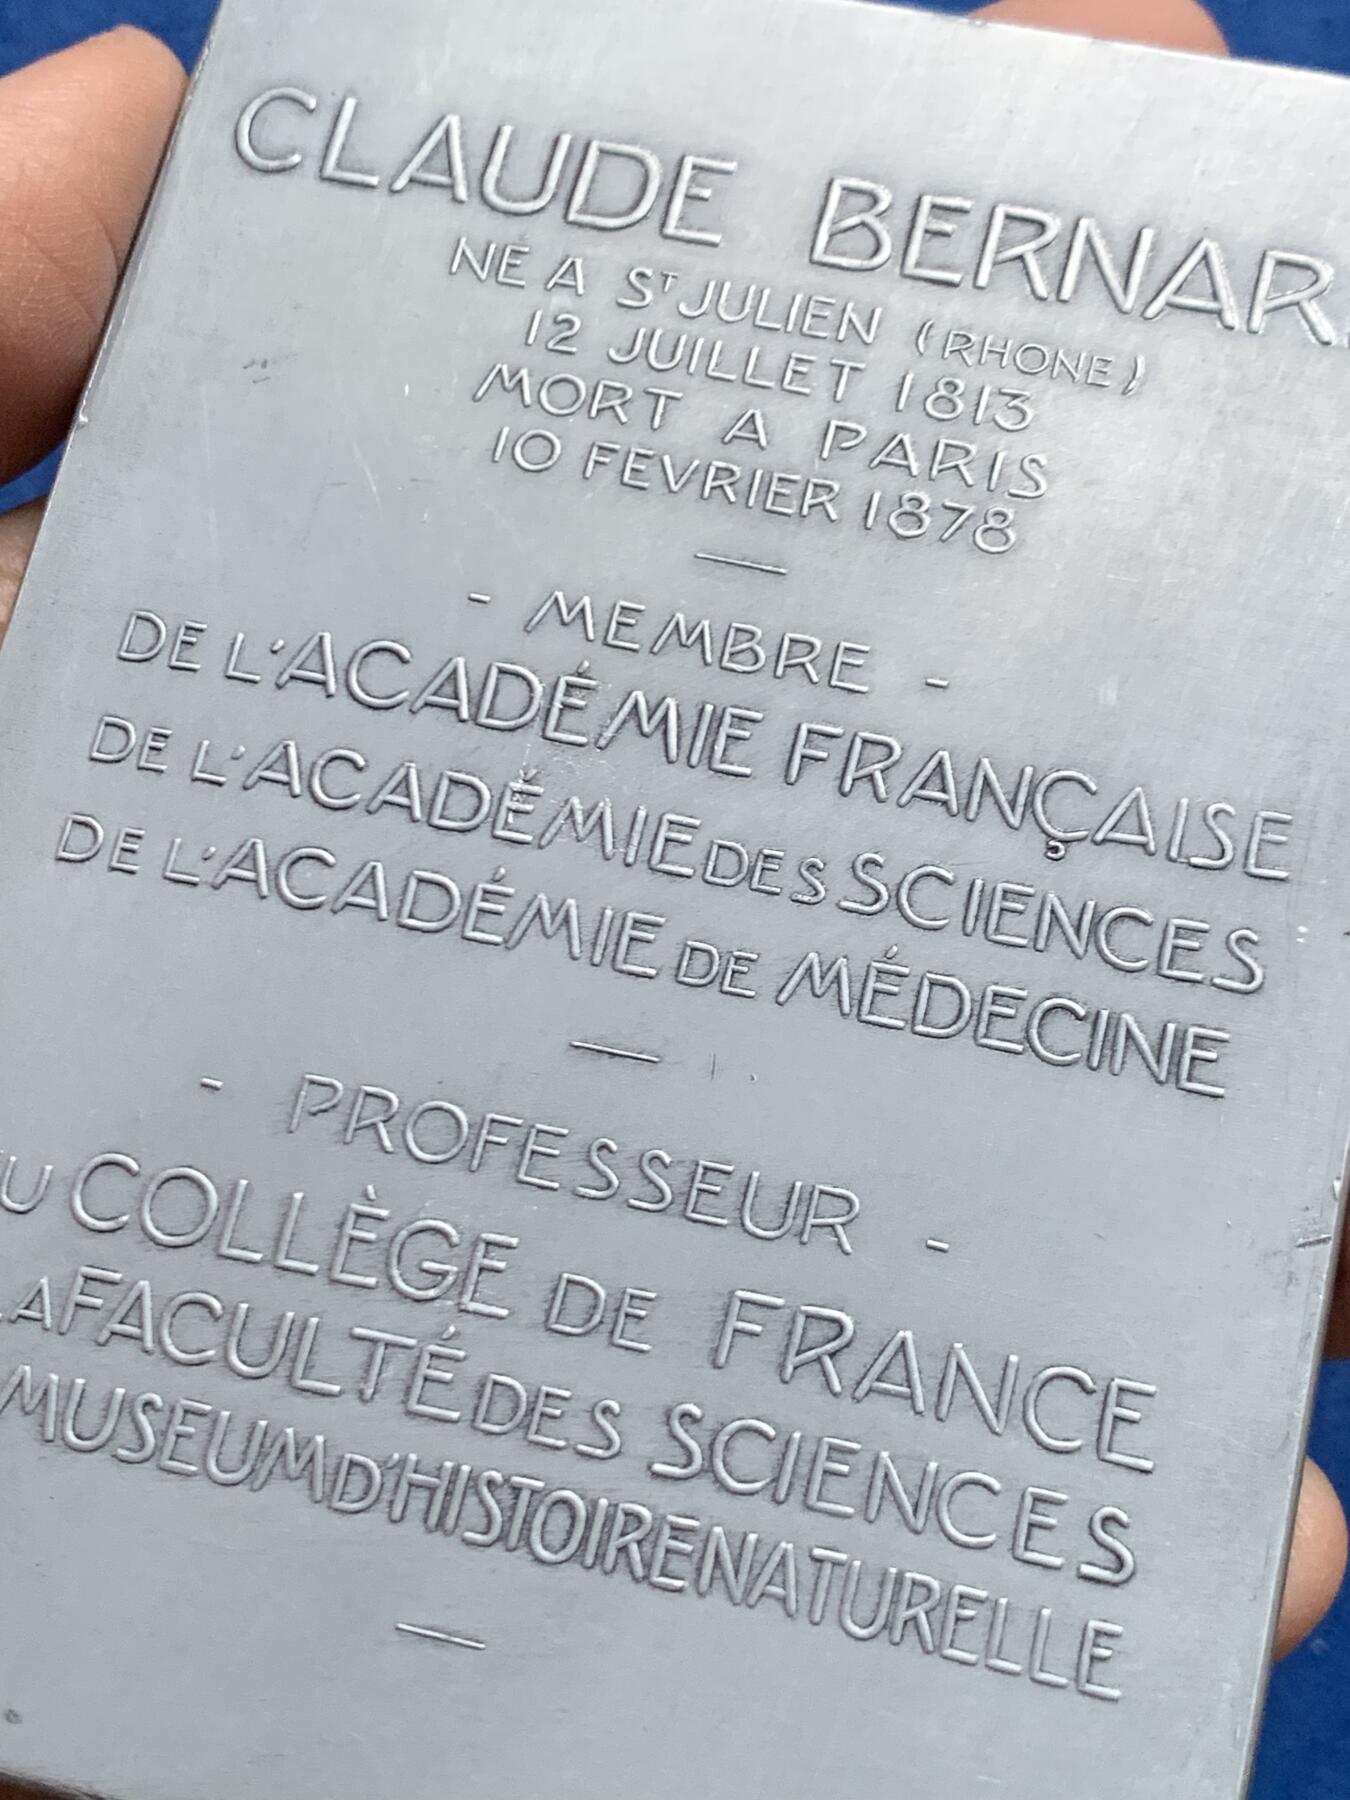 CLAUDE BERNAR
NÉ A ST JULIEN (RHONE)
12 JUILLET 1813
MORT A PARIS
10 FEVRIER 1878
- MEMBRE -
DE L'ACADÉMIE FRANÇAISE
DE L'ACADÉMIE DES SCIENCES
DE L'ACADÉMIE DE MÉDECINE
- PROFESSEUR -
U COLLÈGE DE FRANCE
LA FACULTÉ DES SCIENCES
MUSEUM D'HISTOIRE NATURELLE